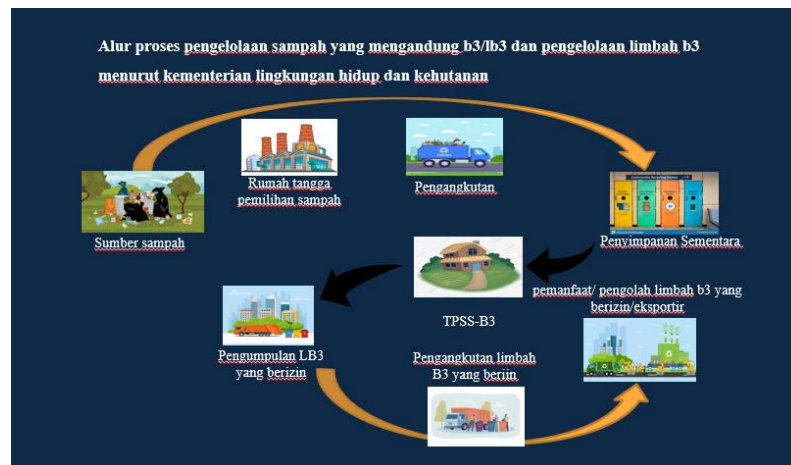 Alur proses pengelolaan sampah yang mengandung b3/lb3 dan pengelolaan limbah b3
menurut kementerian lingkungan hidup dan kehutanan
Sumber sampah
Rumah tangga
pemilihan sampah
Pengangkutan
Penyimpanan Sementara
TPSS-B3
Pengumpulan LB3
yang berizin
Pengangkutan limbah
B3 yang berjin
pemanfaat/ pengolah limbah b3 yang
berizin/eksportir